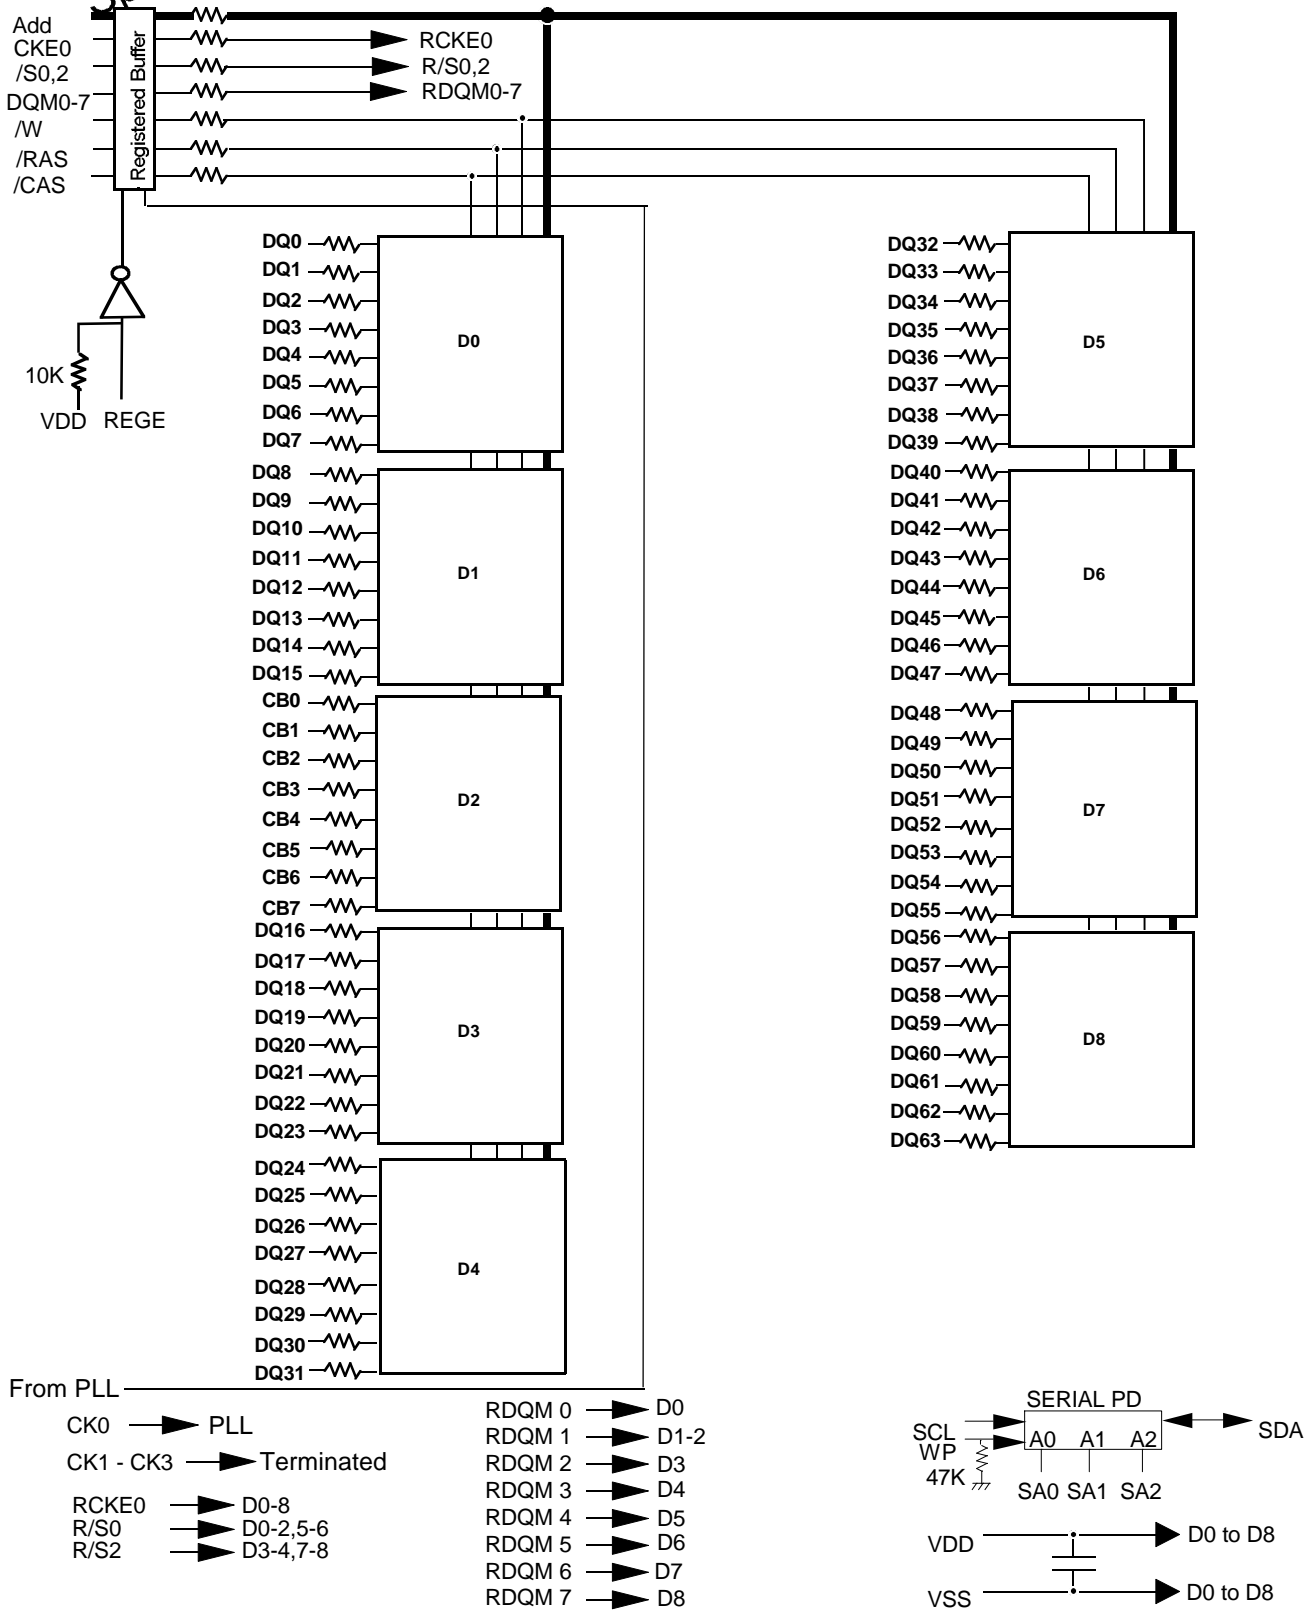 Add
CKE0
/S0,2
DQM0-7
/W
/RAS
/CAS
Registered Buffer
RCKE0
R/S0,2
RDQM0-7
10K
VDD REGE
DQ0
DQ1
DQ2
DQ3
DQ4
DQ5
DQ6
DQ7
D0
DQ8
DQ9
DQ10
DQ11
DQ12
DQ13
DQ14
DQ15
D1
CB0
CB1
CB2
CB3
CB4
CB5
CB6
CB7
D2
DQ16
DQ17
DQ18
DQ19
DQ20
DQ21
DQ22
DQ23
D3
DQ24
DQ25
DQ26
DQ27
DQ28
DQ29
DQ30
DQ31
D4
DQ32
DQ33
DQ34
DQ35
DQ36
DQ37
DQ38
DQ39
D5
DQ40
DQ41
DQ42
DQ43
DQ44
DQ45
DQ46
DQ47
D6
DQ48
DQ49
DQ50
DQ51
DQ52
DQ53
DQ54
DQ55
D7
DQ56
DQ57
DQ58
DQ59
DQ60
DQ61
DQ62
DQ63
D8
From PLL
CK0 PLL
CK1 - CK3 Terminated
RCKE0 D0-8
R/S0 D0-2,5-6
R/S2 D3-4,7-8
RDQM 0 D0
RDQM 1 D1-2
RDQM 2 D3
RDQM 3 D4
RDQM 4 D5
RDQM 5 D6
RDQM 6 D7
RDQM 7 D8
SERIAL PD
SCL
WP
47K
A0 A1 A2
SDA
SA0 SA1 SA2
VDD D0 to D8
VSS D0 to D8